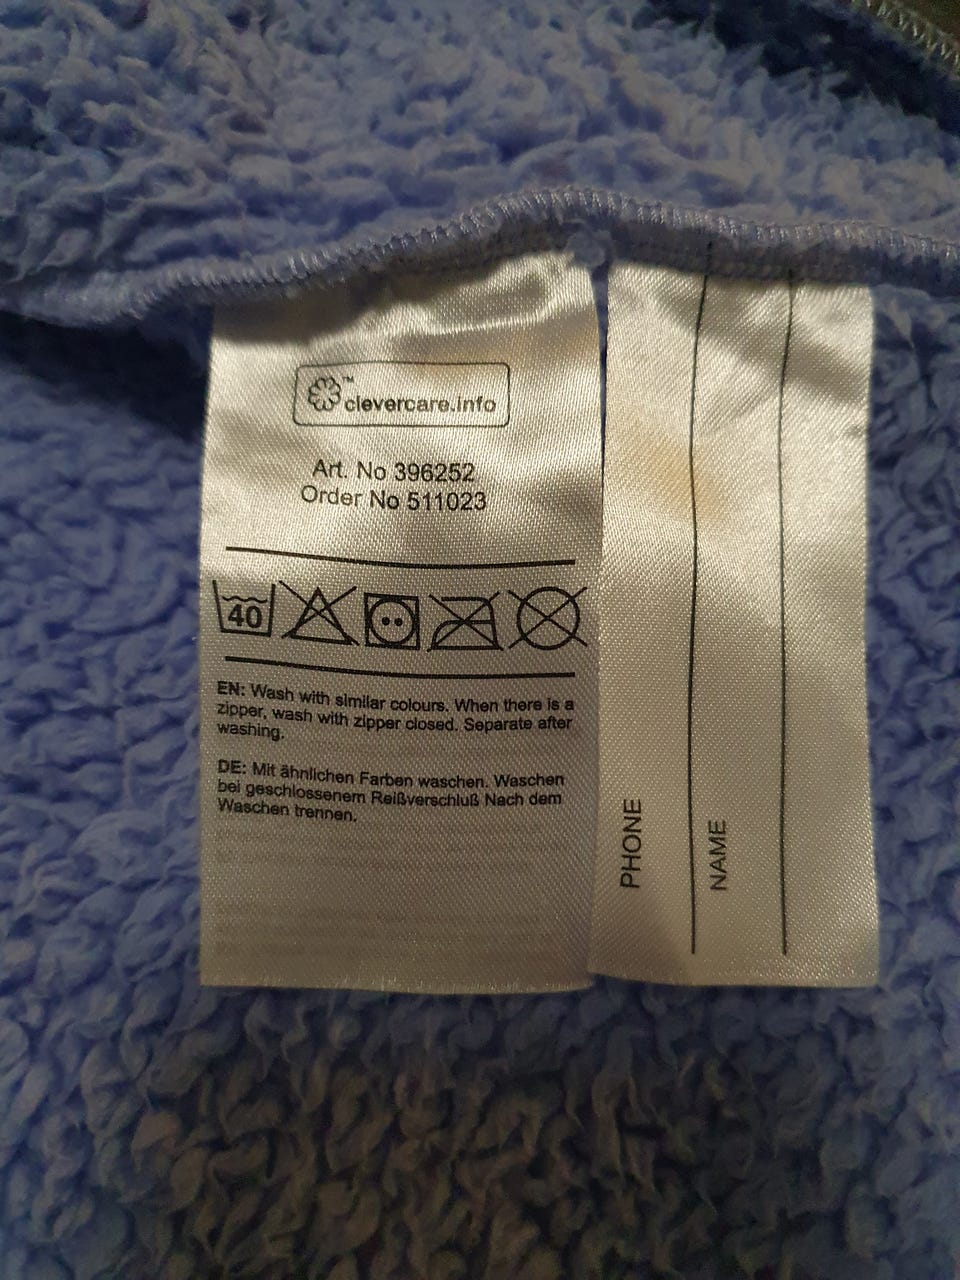 ™
clevercare.info
Art. No 396252
Order No 511023
40
EN: Wash with similar colours. When there is a
zipper, wash with zipper closed. Separate after
washing.
DE: Mit ähnlichen Farben waschen. Waschen
bei geschlossenem Reißverschluß Nach dem
Waschen trennen.
PHONE
NAME